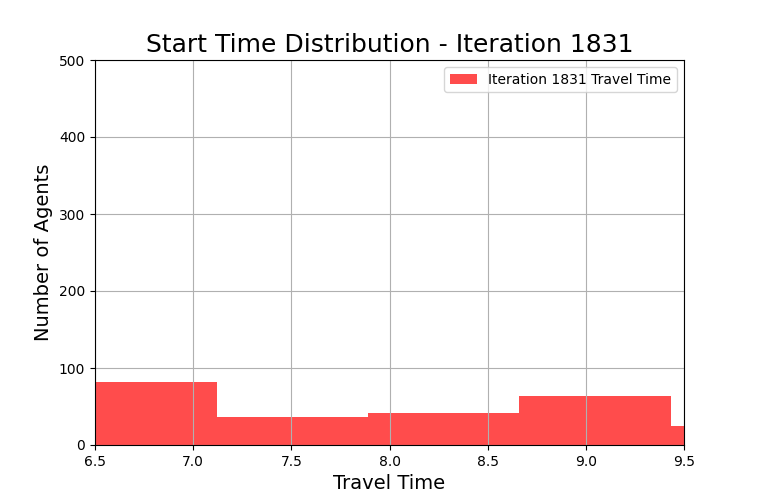 Start Time Distribution - Iteration 1831
Iteration 1831 Travel Time
Number of Agents
500
400
300
200
100
0
6.5 7.0 7.5 8.0 8.5 9.0 9.5
Travel Time